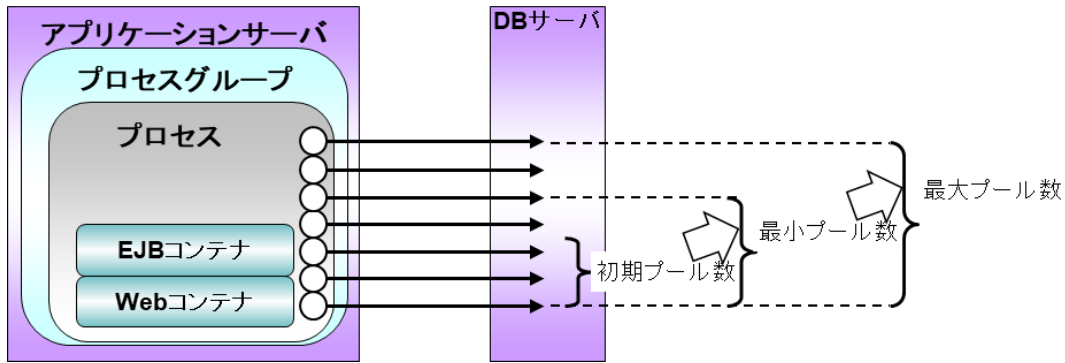 アプリケーションサーバ
プロセスグループ
プロセス
EJBコンテナ
Webコンテナ
DBサーバ
初期プール数
最小プール数
最大プール数